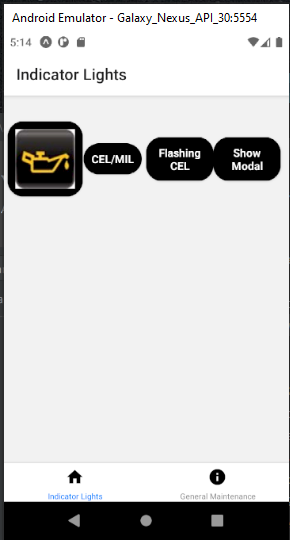 Android Emulator - Galaxy_Nexus_API_30:5554
5:14
Indicator Lights
CEL/MIL
Flashing
CEL
Show
Modal
Indicator Lights
General Maintenance